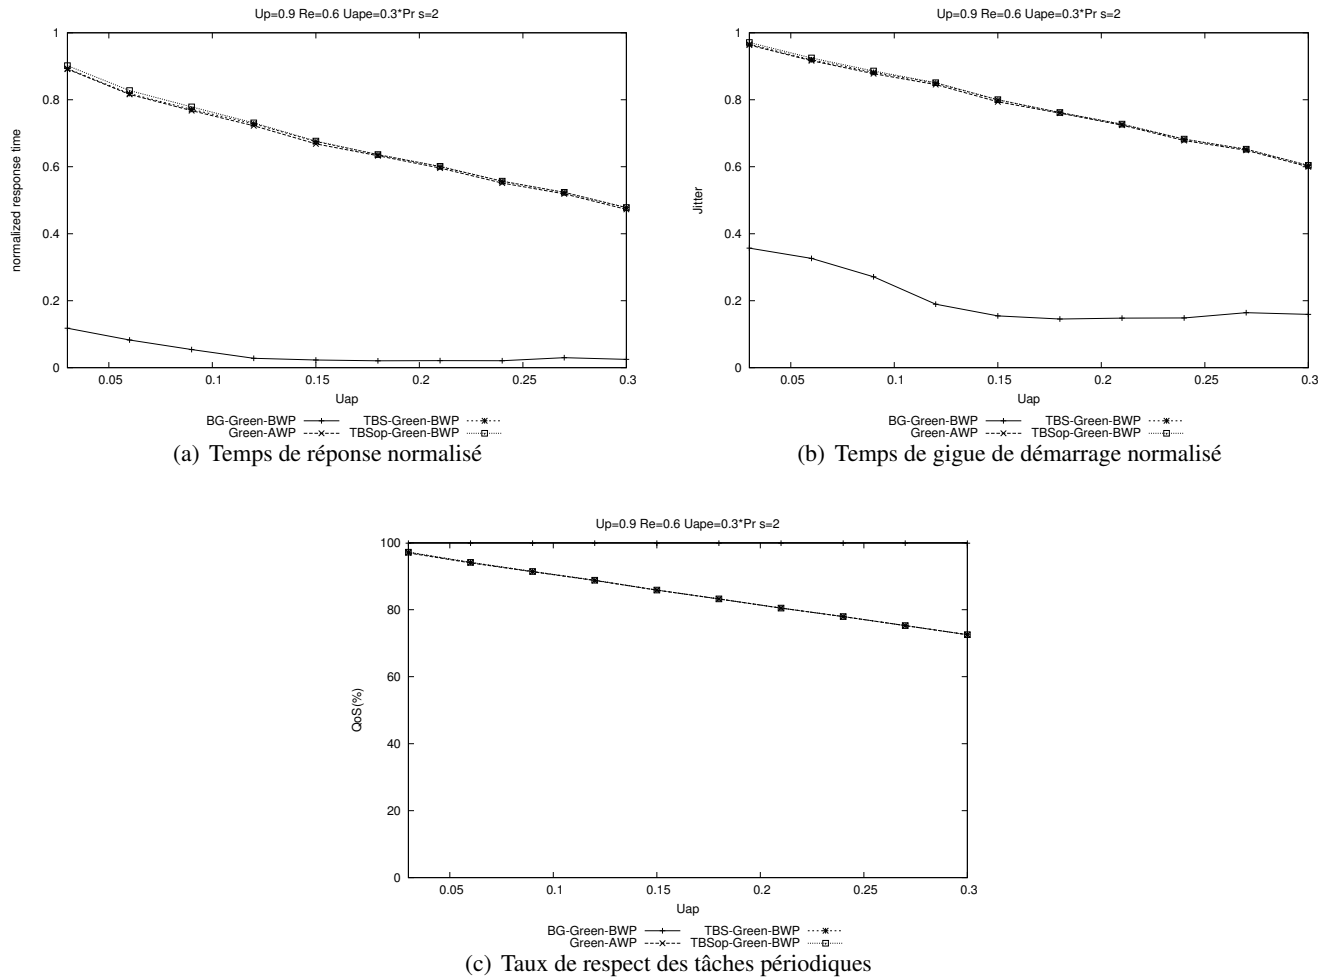 Up=0.9 Re=0.6 Uape=0.3*Pr s=2
1
0.8
0.6
0.4
0.2
0
normalized response time
0.05 0.1 0.15 0.2 0.25 0.3
Uap
BG-Green-BWP TBS-Green-BWP
Green-AWP TBSop-Green-BWP
(a) Temps de réponse normalisé
Up=0.9 Re=0.6 Uape=0.3*Pr s=2
1
0.8
0.6
0.4
0.2
0
Jitter
0.05 0.1 0.15 0.2 0.25 0.3
Uap
BG-Green-BWP TBS-Green-BWP
Green-AWP TBSop-Green-BWP
(b) Temps de gigue de démarrage normalisé
Up=0.9 Re=0.6 Uape=0.3*Pr s=2
100
80
60
40
20
0
QoS(%)
0.05 0.1 0.15 0.2 0.25 0.3
Uap
BG-Green-BWP TBS-Green-BWP
Green-AWP TBSop-Green-BWP
(c) Taux de respect des tâches périodiques